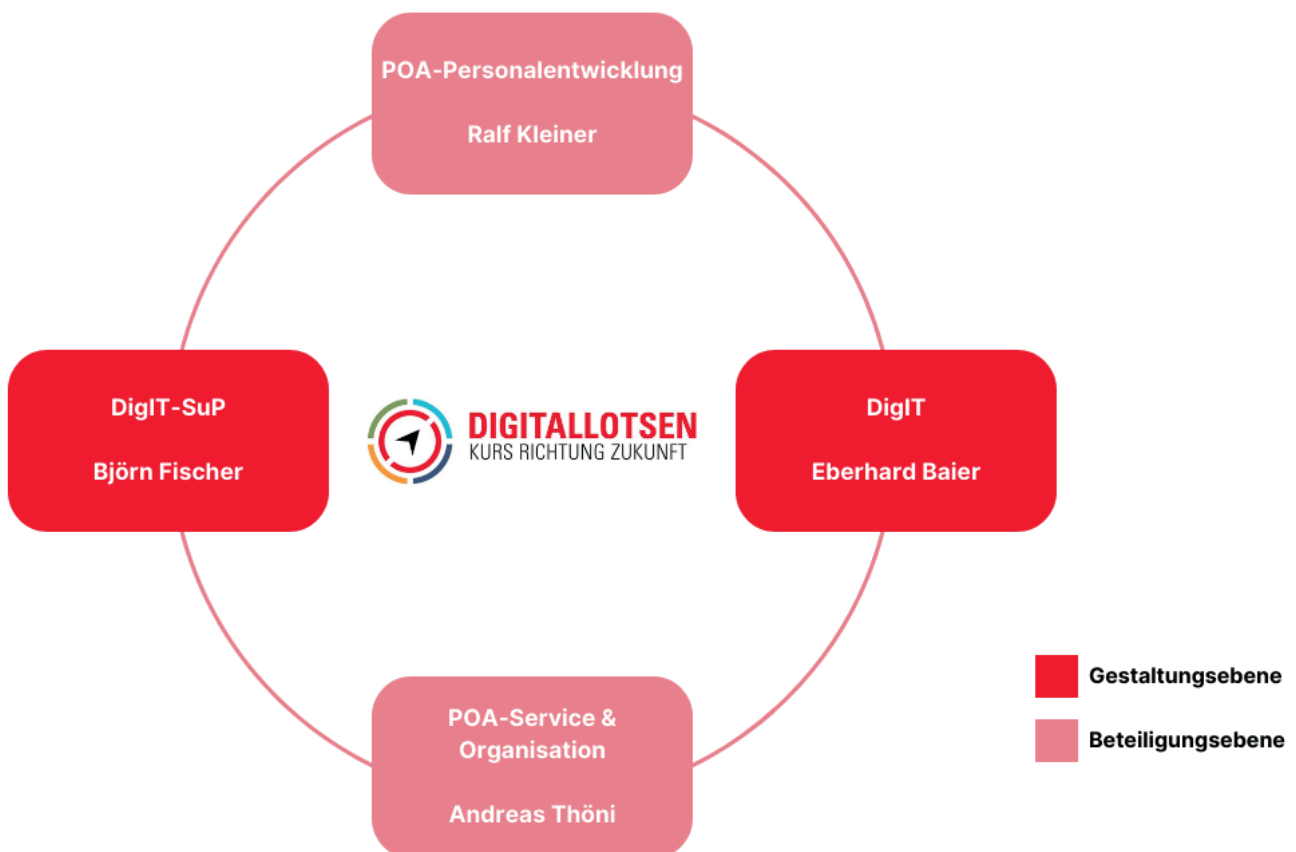 POA-Personalentwicklung
Ralf Kleiner
DigIT-SuP
Björn Fischer
DIGITALLOTSEN
KURS RICHTUNG ZUKUNFT
DigIT
Eberhard Baier
POA-Service &
Organisation
Andreas Thöni
Gestaltungsebene
Beteiligungsebene